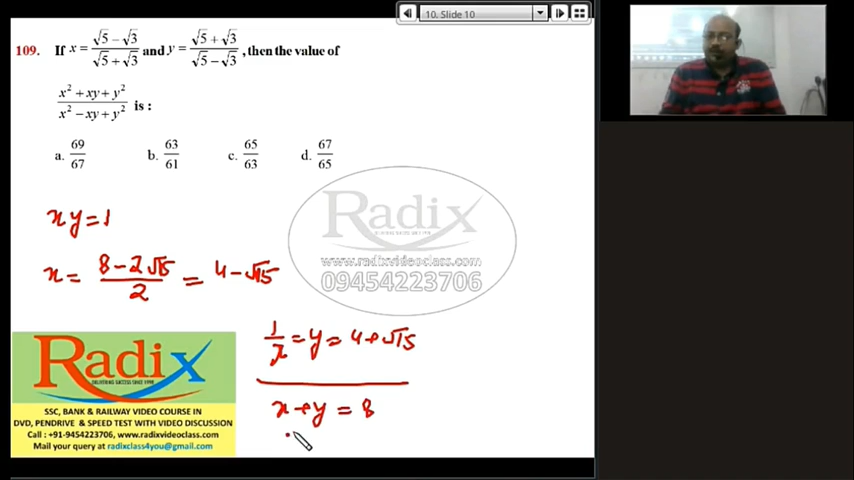 10. Slide 10
109. If x = (√5 − √3)/(√5 + √3) and y = (√5 + √3)/(√5 − √3), then the value of
(x² + xy + y²)/(x² − xy + y²) is :
a. 69/67 b. 63/61 c. 65/63 d. 67/65
xy = 1
x = (8 − 2√15)/2 = 4 − √15
1/x = y = 4 + √15
x + y = 8
Radix
www.radixvideoclass.com
09454223706
Radix
DELIVERING SUCCESS SINCE 1998
SSC, BANK & RAILWAY VIDEO COURSE IN
DVD, PENDRIVE & SPEED TEST WITH VIDEO DISCUSSION
Call : +91-9454223706, www.radixvideoclass.com
Mail your query at radixclass4you@gmail.com